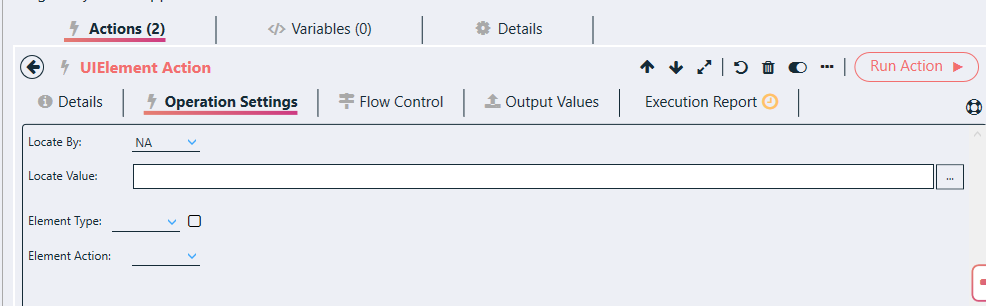 Actions (2) Variables (0) Details
UIElement Action Run Action
Details Operation Settings Flow Control Output Values Execution Report
Locate By: NA
Locate Value: ...
Element Type:
Element Action: